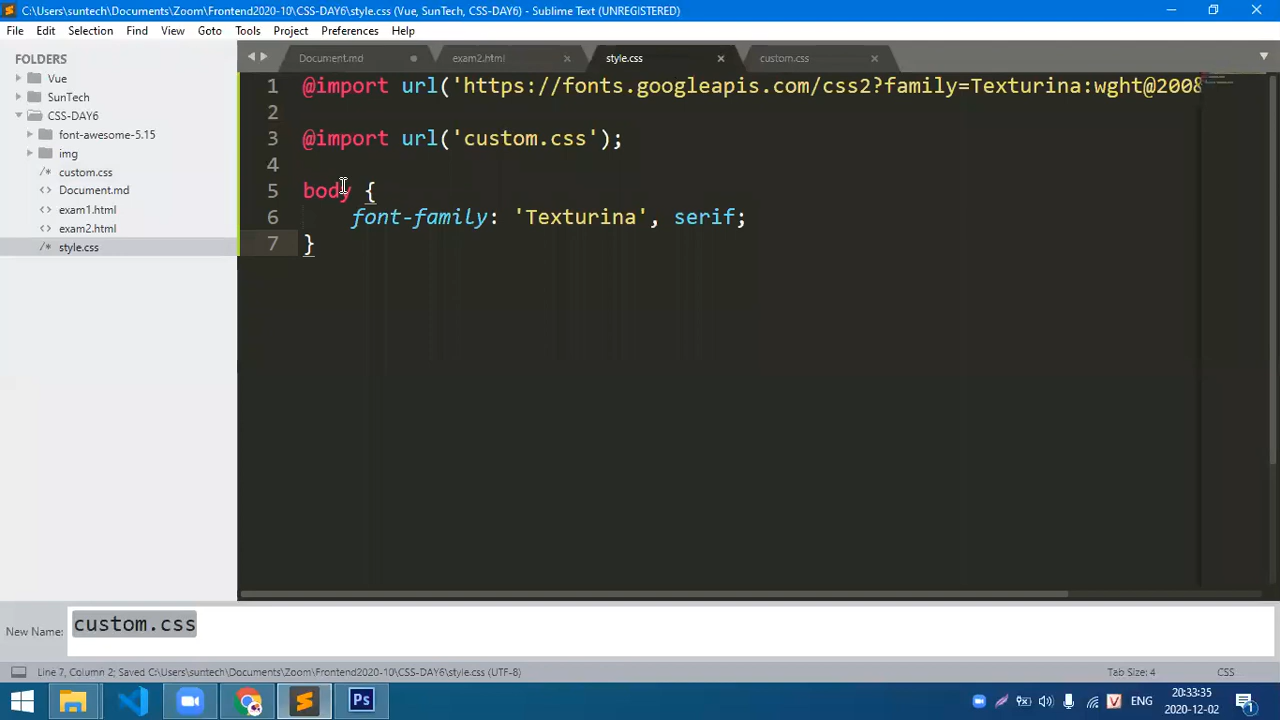 C:\Users\suntech\Documents\Zoom\Frontend2020-10\CSS-DAY6\style.css (Vue, SunTech, CSS-DAY6) - Sublime Text (UNREGISTERED)
File Edit Selection Find View Goto Tools Project Preferences Help
FOLDERS
Vue
SunTech
CSS-DAY6
font-awesome-5.15
img
/* custom.css
<> Document.md
<> exam1.html
<> exam2.html
/* style.css
Document.md exam2.html style.css custom.css
1 @import url('https://fonts.googleapis.com/css2?family=Texturina:wght@200&
2
3 @import url('custom.css');
4
5 body {
6 font-family: 'Texturina', serif;
7 }
New Name: custom.css
Line 7, Column 2; Saved C:\Users\suntech\Documents\Zoom\Frontend2020-10\CSS-DAY6\style.css (UTF-8) Tab Size: 4 CSS
Ps V ENG 20:33:35
2020-12-02 1